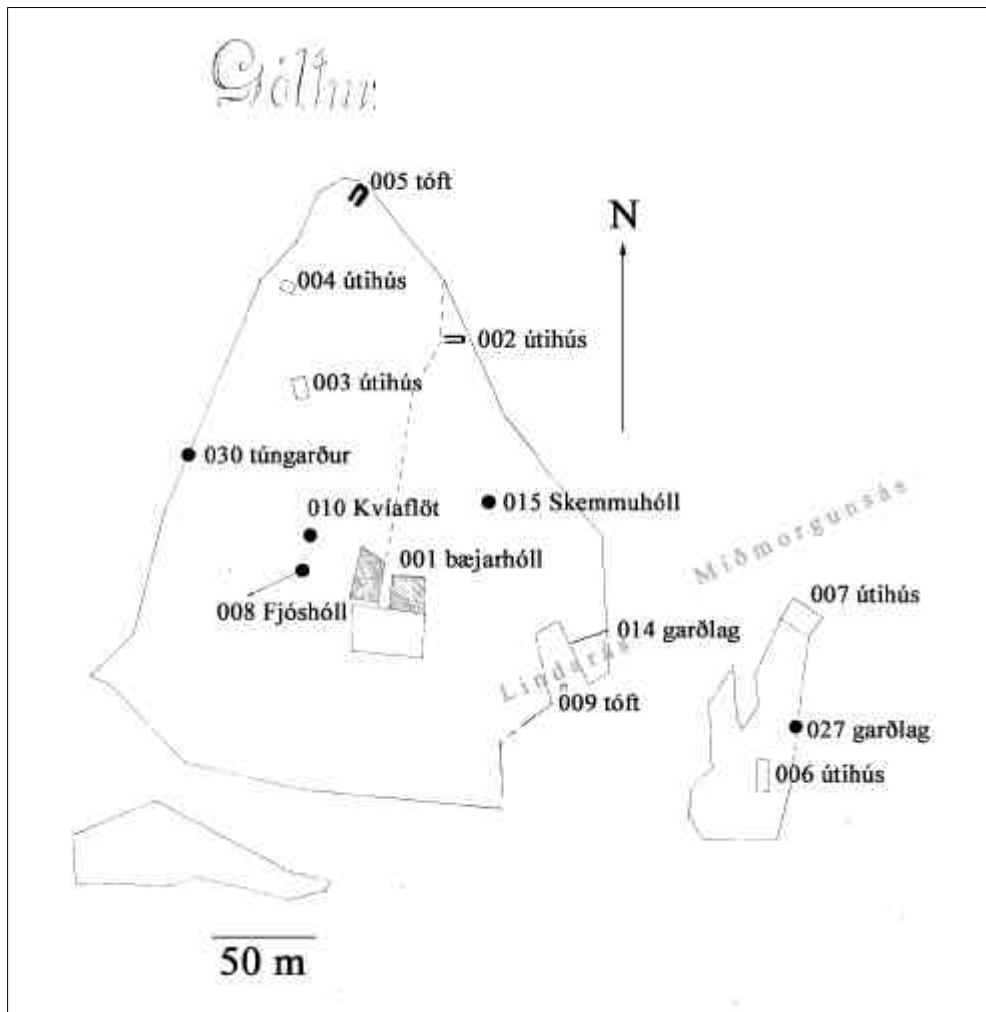 Göltur
005 tóft
N
004 útihús
002 útihús
003 útihús
030 túngarður
015 Skemmuhóll
010 Kvíaflöt
Miðmorgunsás
001 bæjarhóll
008 Fjóshóll
007 útihús
014 garðlag
Lindarás
009 tóft
027 garðlag
006 útihús
50 m